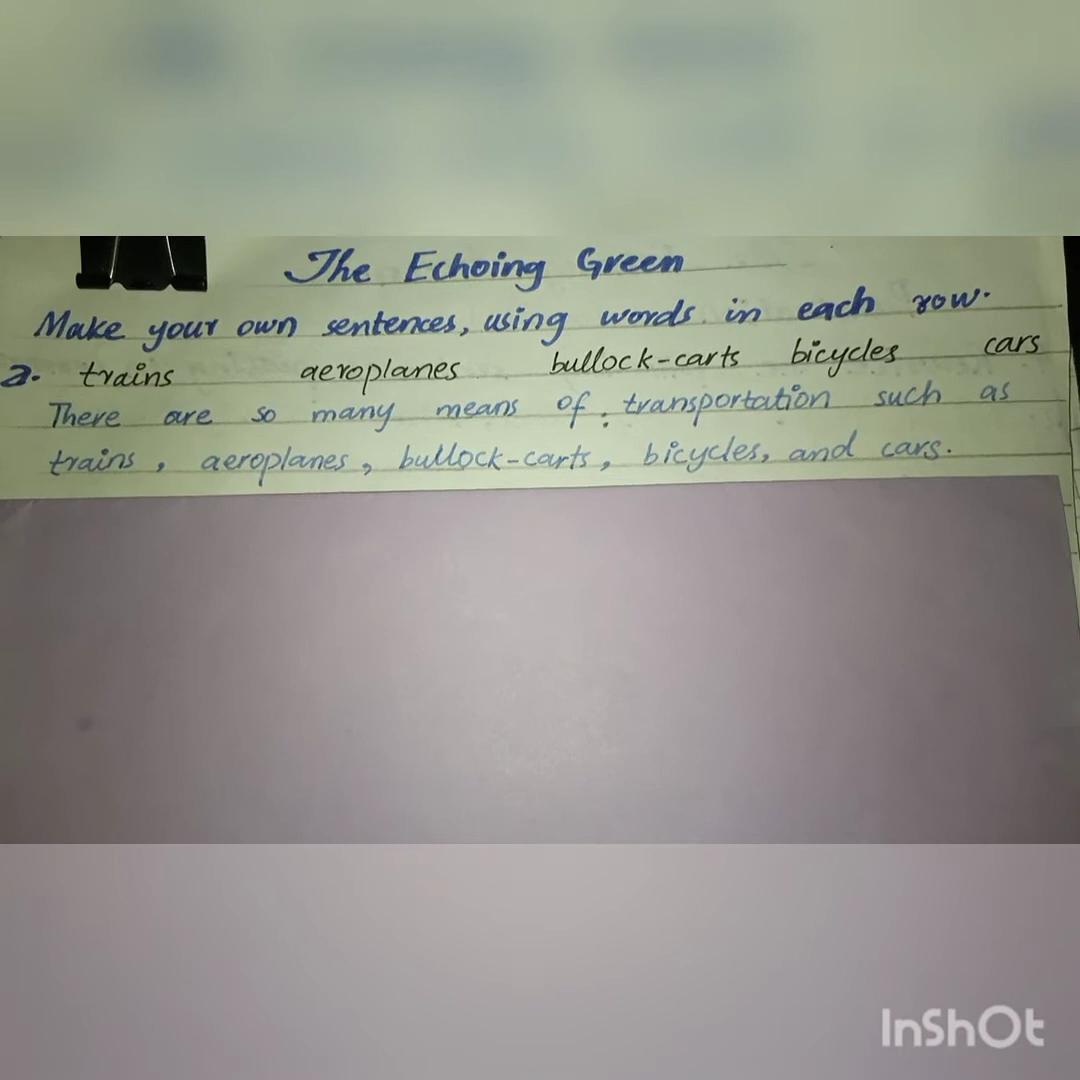 The Echoing Green
Make your own sentences, using words in each row.
a. trains aeroplanes bullock-carts bicycles cars
There are so many means of transportation such as
trains, aeroplanes, bullock-carts, bicycles, and cars.
InShOt